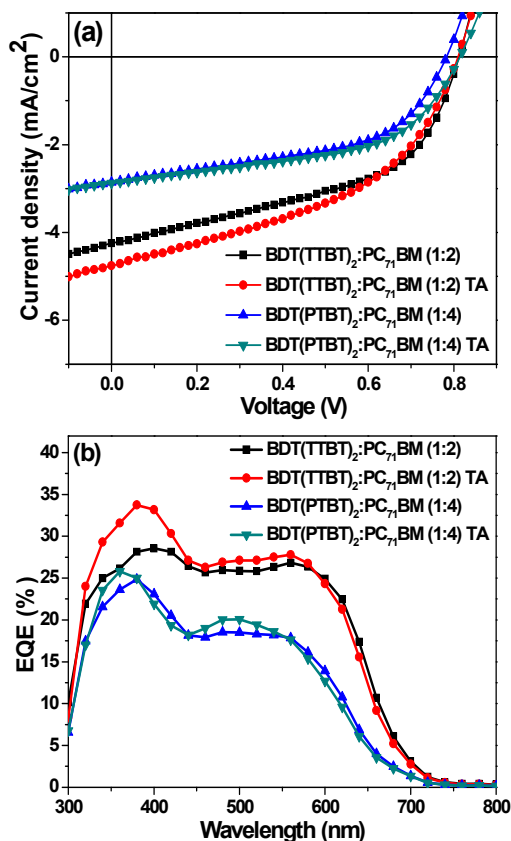 (a)
0
-2
-4
-6
Current density (mA/cm²)
BDT(TTBT)₂:PC₇₁BM (1:2)
BDT(TTBT)₂:PC₇₁BM (1:2) TA
BDT(PTBT)₂:PC₇₁BM (1:4)
BDT(PTBT)₂:PC₇₁BM (1:4) TA
0.0 0.2 0.4 0.6 0.8
Voltage (V)
(b)
40
35
30
25
20
15
10
5
0
EQE (%)
BDT(TTBT)₂:PC₇₁BM (1:2)
BDT(TTBT)₂:PC₇₁BM (1:2) TA
BDT(PTBT)₂:PC₇₁BM (1:4)
BDT(PTBT)₂:PC₇₁BM (1:4) TA
300 400 500 600 700 800
Wavelength (nm)